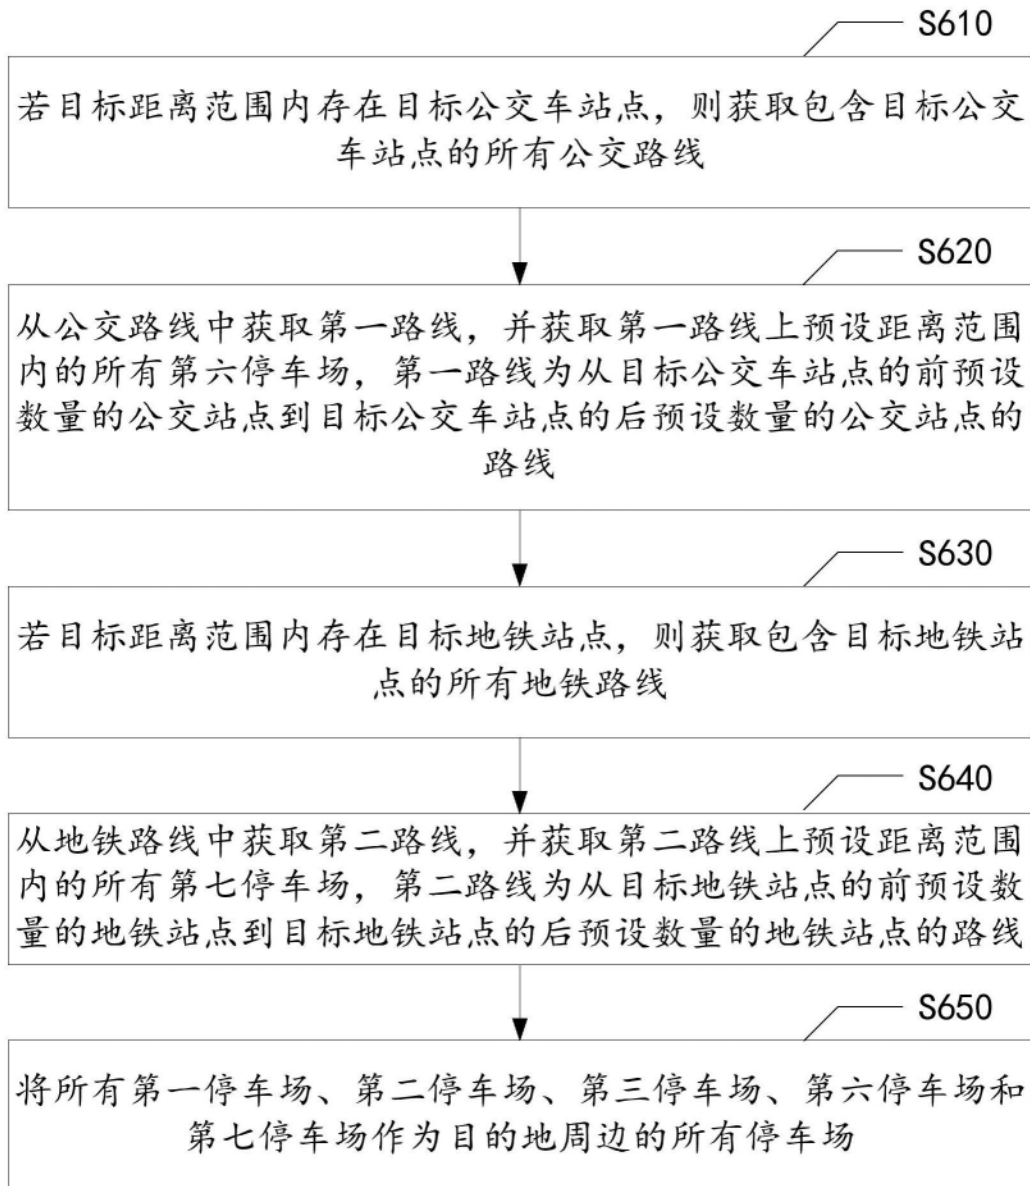 S610
若目标距离范围内存在目标公交车站点，则获取包含目标公交
车站点的所有公交路线
S620
从公交路线中获取第一路线，并获取第一路线上预设距离范围
内的所有第六停车场，第一路线为从目标公交车站点的前预设
数量的公交站点到目标公交车站点的后预设数量的公交站点的
路线
S630
若目标距离范围内存在目标地铁站点，则获取包含目标地铁站
点的所有地铁路线
S640
从地铁路线中获取第二路线，并获取第二路线上预设距离范围
内的所有第七停车场，第二路线为从目标地铁站点的前预设数
量的地铁站点到目标地铁站点的后预设数量的地铁站点的路线
S650
将所有第一停车场、第二停车场、第三停车场、第六停车场和
第七停车场作为目的地周边的所有停车场